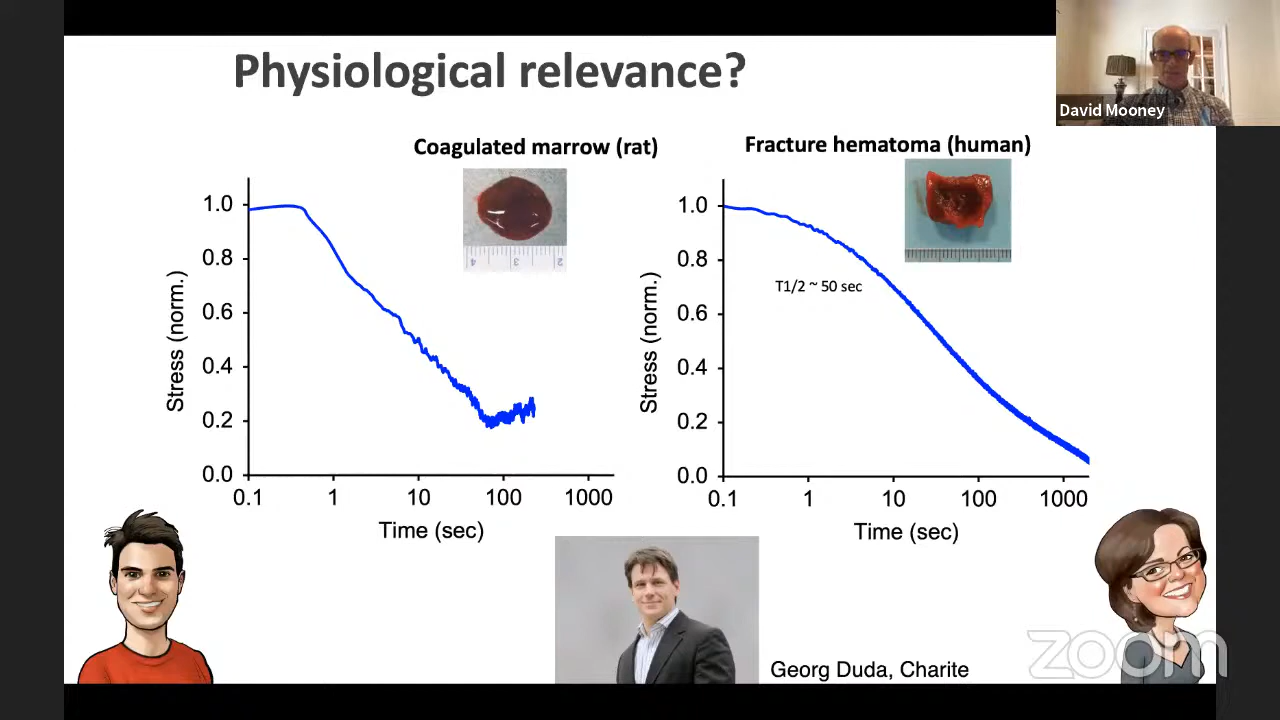 Physiological relevance?
David Mooney
Coagulated marrow (rat)
Stress (norm.)
1.0
0.8
0.6
0.4
0.2
0.0
0.1 1 10 100 1000
Time (sec)
4 3 2
Fracture hematoma (human)
Stress (norm.)
1.0
0.8
0.6
0.4
0.2
0.0
T1/2 ~ 50 sec
0.1 1 10 100 1000
Time (sec)
Georg Duda, Charite
zoom